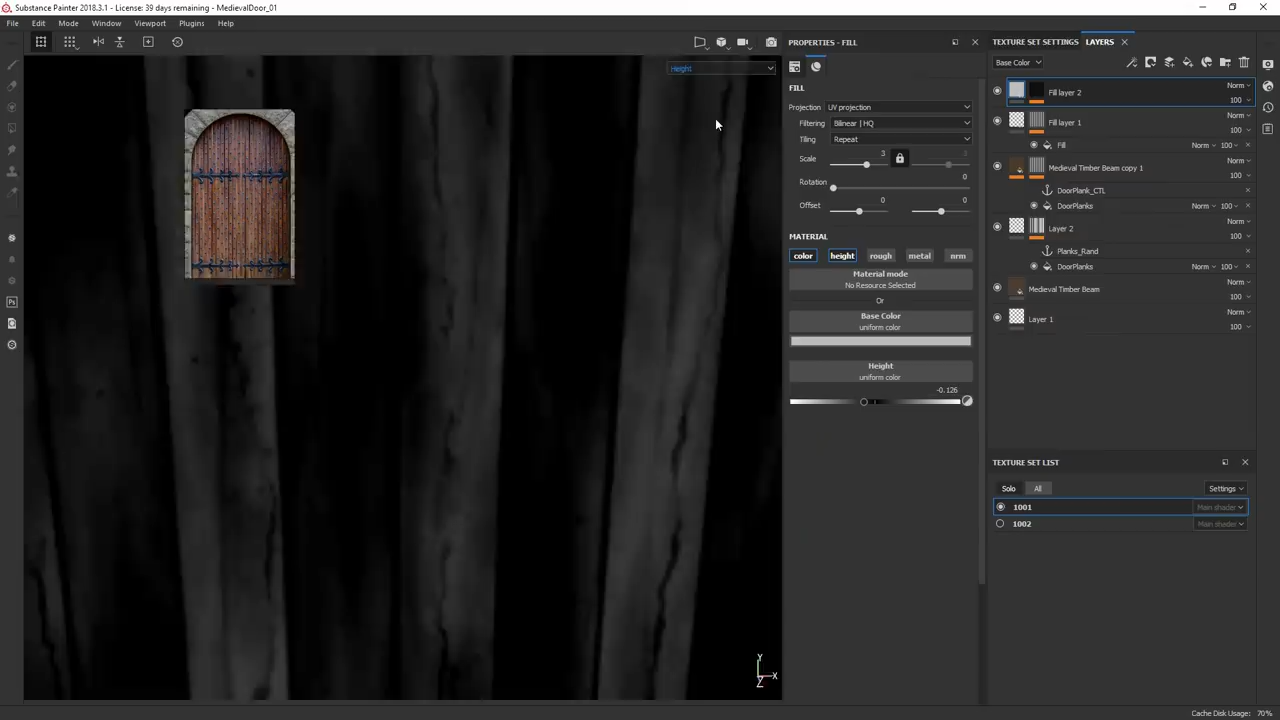 Substance Painter 2018.3.1 - License: 39 days remaining - MedievalDoor_01
File Edit Mode Window Viewport Plugins Help
Height
PROPERTIES - FILL
FILL
Projection UV projection
Filtering Bilinear | HQ
Tiling Repeat
Scale 3 3
Rotation 0
Offset 0 0
MATERIAL
color height rough metal nrm
Material mode
No Resource Selected
Or
Base Color
uniform color
Height
uniform color
-0.126
TEXTURE SET SETTINGS LAYERS
Base Color
Fill layer 2 Norm 100
Fill layer 1 Norm 100
Fill Norm 100
Medieval Timber Beam copy 1 Norm 100
DoorPlank_CTL
DoorPlanks Norm 100
Layer 2 Norm 100
Planks_Rand
DoorPlanks Norm 100
Medieval Timber Beam Norm 100
Layer 1 Norm 100
TEXTURE SET LIST
Solo All Settings
1001 Main shader
1002 Main shader
Ps
Y
X
Z
Cache Disk Usage: 70%